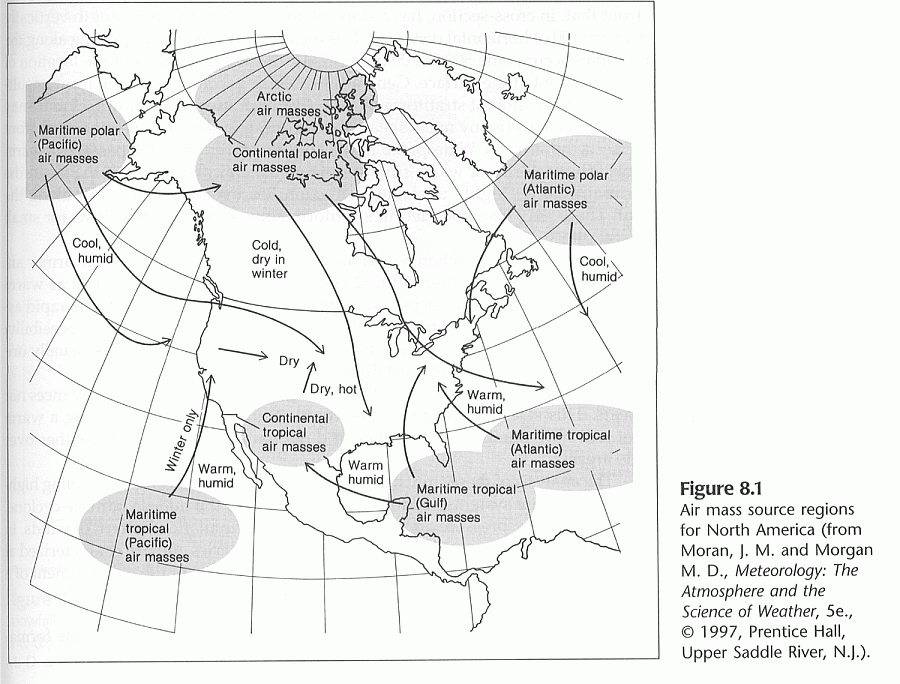 Arctic
air masses
Maritime polar
(Pacific)
air masses
Continental polar
air masses
Maritime polar
(Atlantic)
air masses
Cool,
humid
Cold,
dry in
winter
Cool,
humid
Dry
Dry, hot
Warm,
humid
Continental
tropical
air masses
Winter only
Warm,
humid
Warm
humid
Maritime tropical
(Atlantic)
air masses
Maritime tropical
(Gulf)
air masses
Maritime
tropical
(Pacific)
air masses
Figure 8.1
Air mass source regions
for North America (from
Moran, J. M. and Morgan
M. D., Meteorology: The
Atmosphere and the
Science of Weather, 5e.,
© 1997, Prentice Hall,
Upper Saddle River, N.J.).